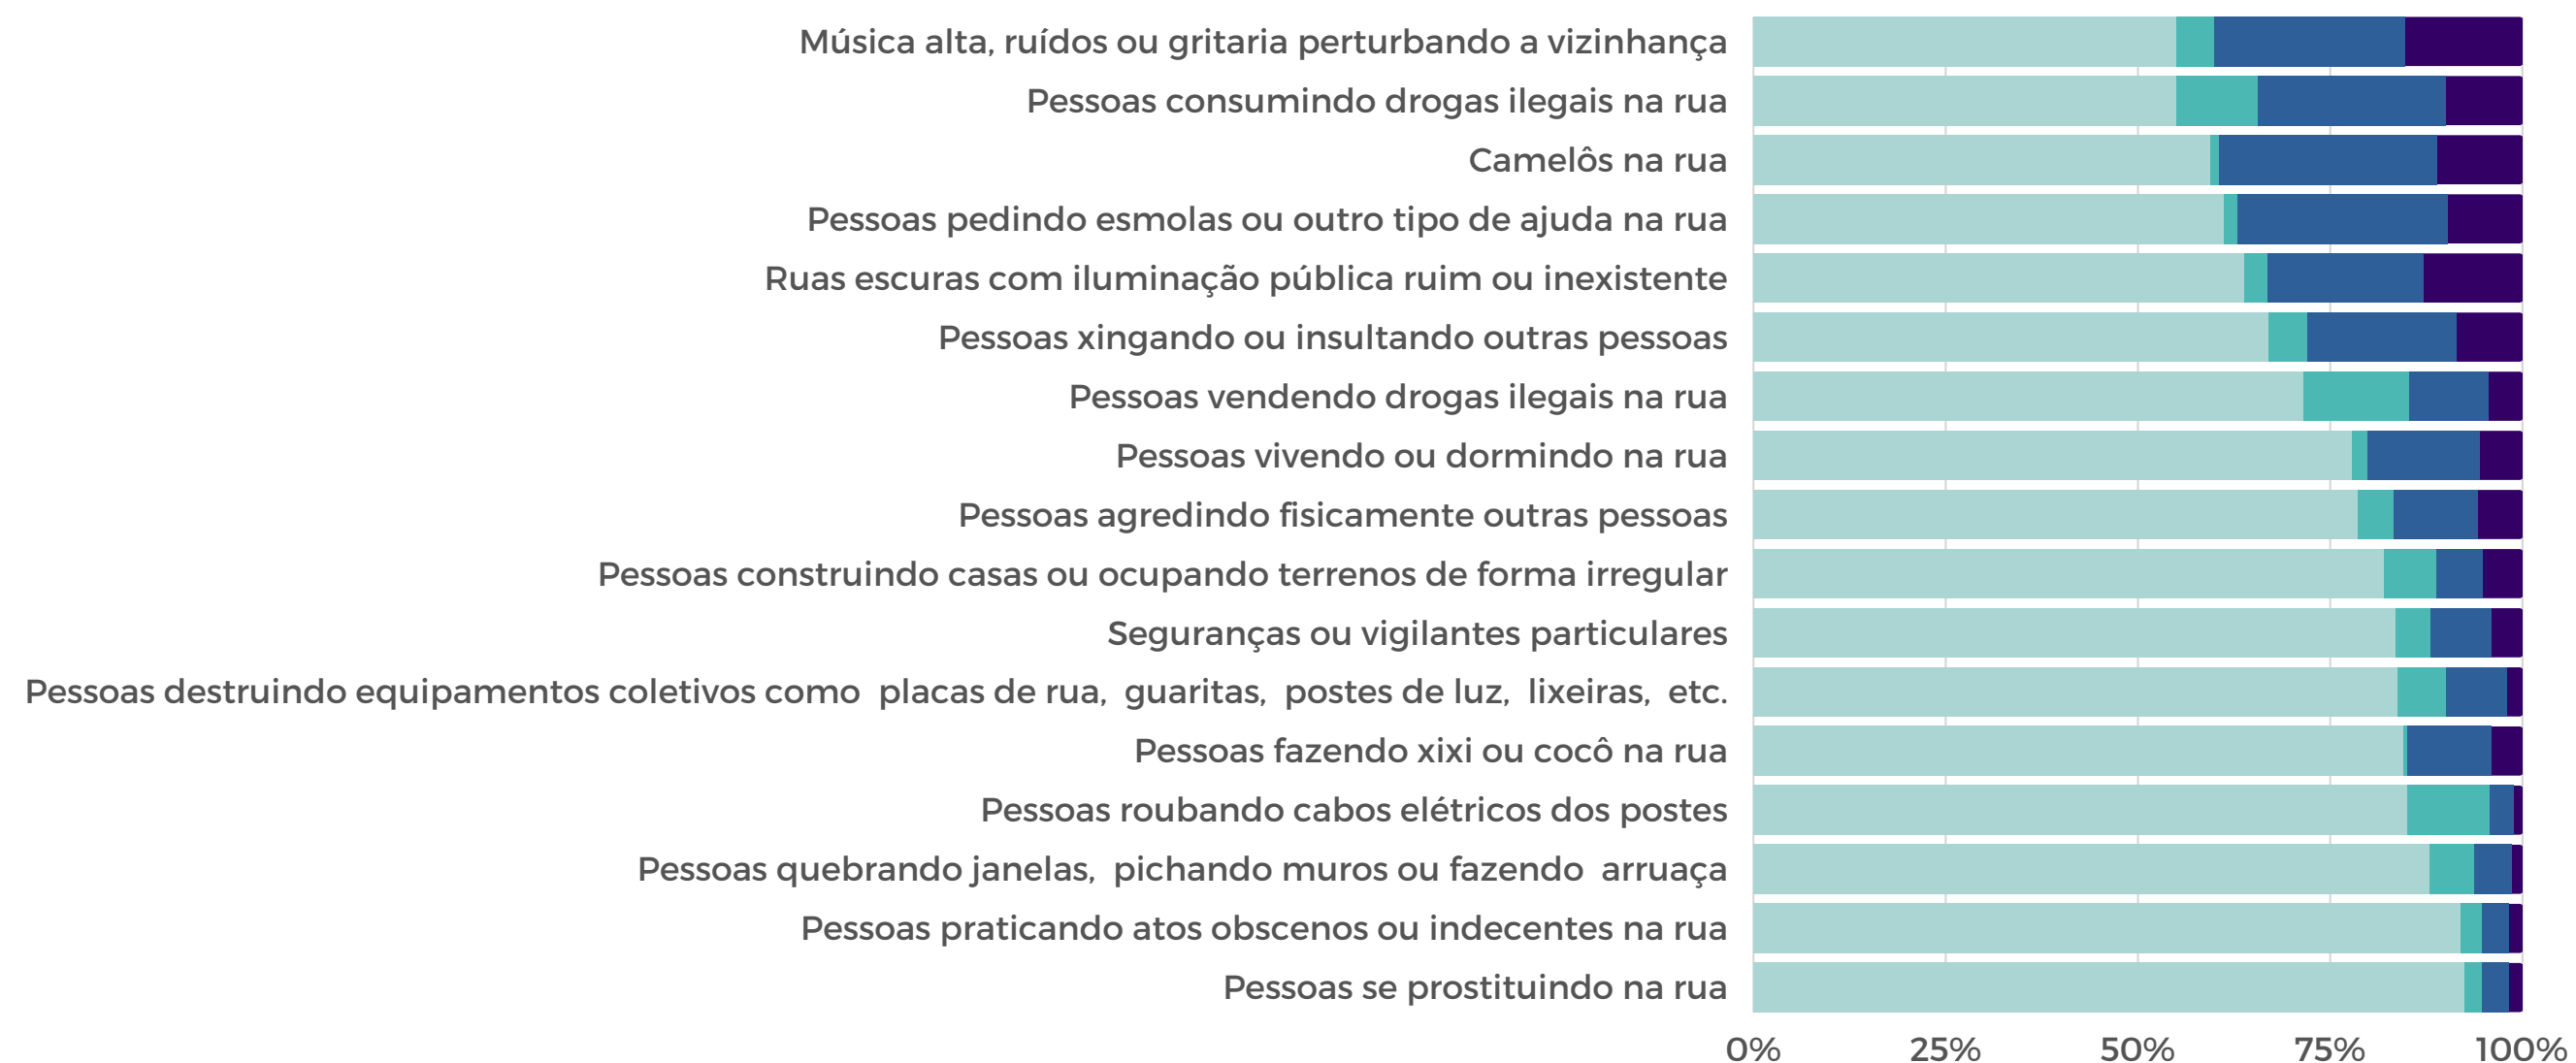 Música alta, ruídos ou gritaria perturbando a vizinhança
Pessoas consumindo drogas ilegais na rua
Camelôs na rua
Pessoas pedindo esmolas ou outro tipo de ajuda na rua
Ruas escuras com iluminação pública ruim ou inexistente
Pessoas xingando ou insultando outras pessoas
Pessoas vendendo drogas ilegais na rua
Pessoas vivendo ou dormindo na rua
Pessoas agredindo fisicamente outras pessoas
Pessoas construindo casas ou ocupando terrenos de forma irregular
Seguranças ou vigilantes particulares
Pessoas destruindo equipamentos coletivos como placas de rua, guaritas, postes de luz, lixeiras, etc.
Pessoas fazendo xixi ou cocô na rua
Pessoas roubando cabos elétricos dos postes
Pessoas quebrando janelas, pichando muros ou fazendo arruaça
Pessoas praticando atos obscenos ou indecentes na rua
Pessoas se prostituindo na rua
0% 25% 50% 75% 100%